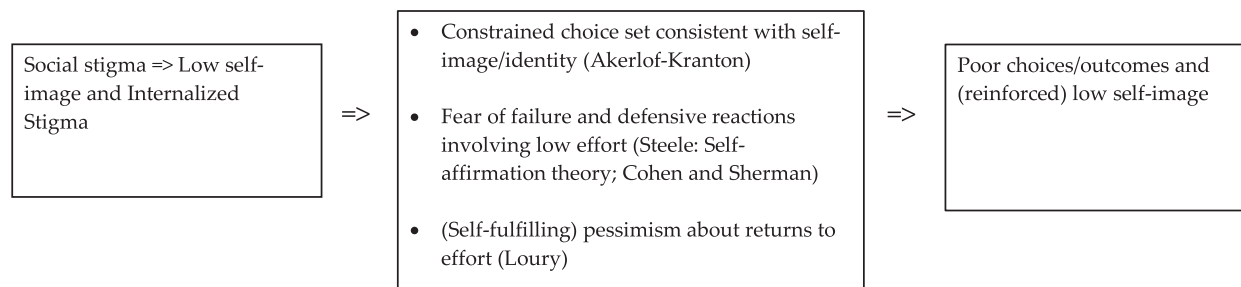 Social stigma => Low self-
image and Internalized
Stigma
=>
• Constrained choice set consistent with self-
image/identity (Akerlof-Kranton)
• Fear of failure and defensive reactions
involving low effort (Steele: Self-
affirmation theory; Cohen and Sherman)
• (Self-fulfilling) pessimism about returns to
effort (Loury)
=>
Poor choices/outcomes and
(reinforced) low self-image